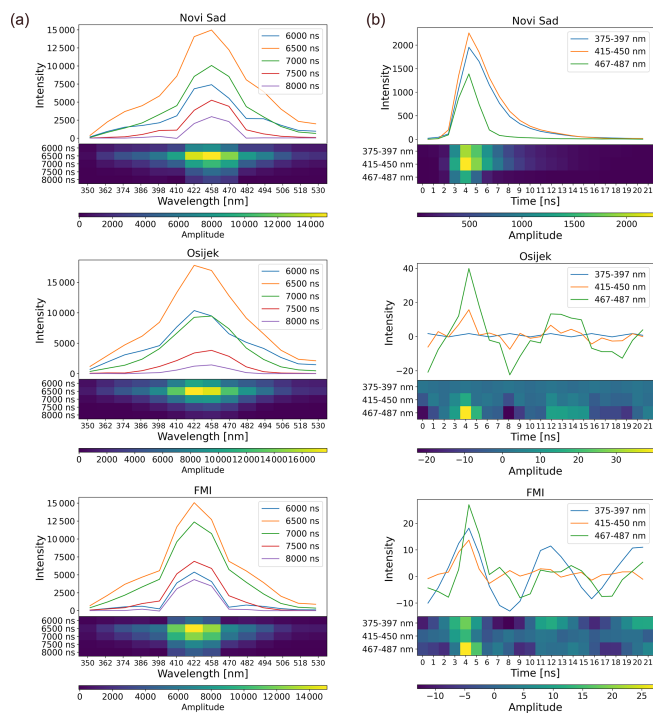 (a)
Novi Sad
Intensity
15 000
12500
10000
7500
5000
2500
0
6000 ns
6500 ns
7000 ns
7500 ns
8000 ns
6000 ns
6500 ns
7000 ns
7500 ns
8000 ns
350 362 374 386 398 410 422 458 470 482 494 506 518 530
Wavelength [nm]
0 2000 4000 6000 8000 10000 12000 14000
Amplitude
Osijek
Intensity
15 000
12500
10000
7500
5000
2500
0
6000 ns
6500 ns
7000 ns
7500 ns
8000 ns
6000 ns
6500 ns
7000 ns
7500 ns
8000 ns
350 362 374 386 398 410 422 458 470 482 494 506 518 530
Wavelength [nm]
0 2000 4000 6000 8000 10000 12000 14000 16000
Amplitude
FMI
Intensity
15 000
12500
10000
7500
5000
2500
0
6000 ns
6500 ns
7000 ns
7500 ns
8000 ns
6000 ns
6500 ns
7000 ns
7500 ns
8000 ns
350 362 374 386 398 410 422 458 470 482 494 506 518 530
Wavelength [nm]
0 2000 4000 6000 8000 10000 12000 14000
Amplitude
(b)
Novi Sad
Intensity
2000
1500
1000
500
0
375-397 nm
415-450 nm
467-487 nm
375-397 nm
415-450 nm
467-487 nm
0 1 2 3 4 5 6 7 8 9 10 11 12 13 14 15 16 17 18 19 20 21
Time [ns]
500 1000 1500 2000
Amplitude
Osijek
Intensity
40
20
0
−20
375-397 nm
415-450 nm
467-487 nm
375-397 nm
415-450 nm
467-487 nm
0 1 2 3 4 5 6 7 8 9 10 11 12 13 14 15 16 17 18 19 20 21
Time [ns]
−20 −10 0 10 20 30
Amplitude
FMI
Intensity
20
10
0
−10
375-397 nm
415-450 nm
467-487 nm
375-397 nm
415-450 nm
467-487 nm
0 1 2 3 4 5 6 7 8 9 10 11 12 13 14 15 16 17 18 19 20 21
Time [ns]
−10 −5 0 5 10 15 20 25
Amplitude